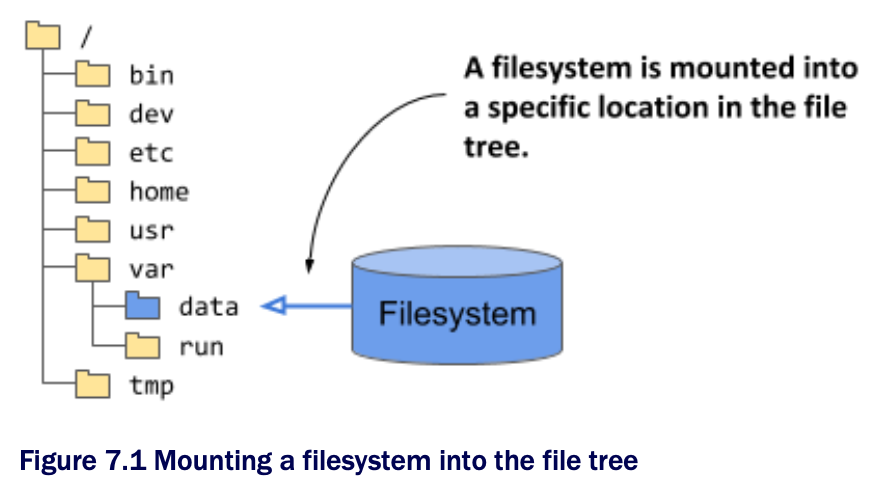 /
bin
dev
etc
home
usr
var
data
run
tmp
A filesystem is mounted into
a specific location in the file
tree.
Filesystem
Figure 7.1 Mounting a filesystem into the file tree